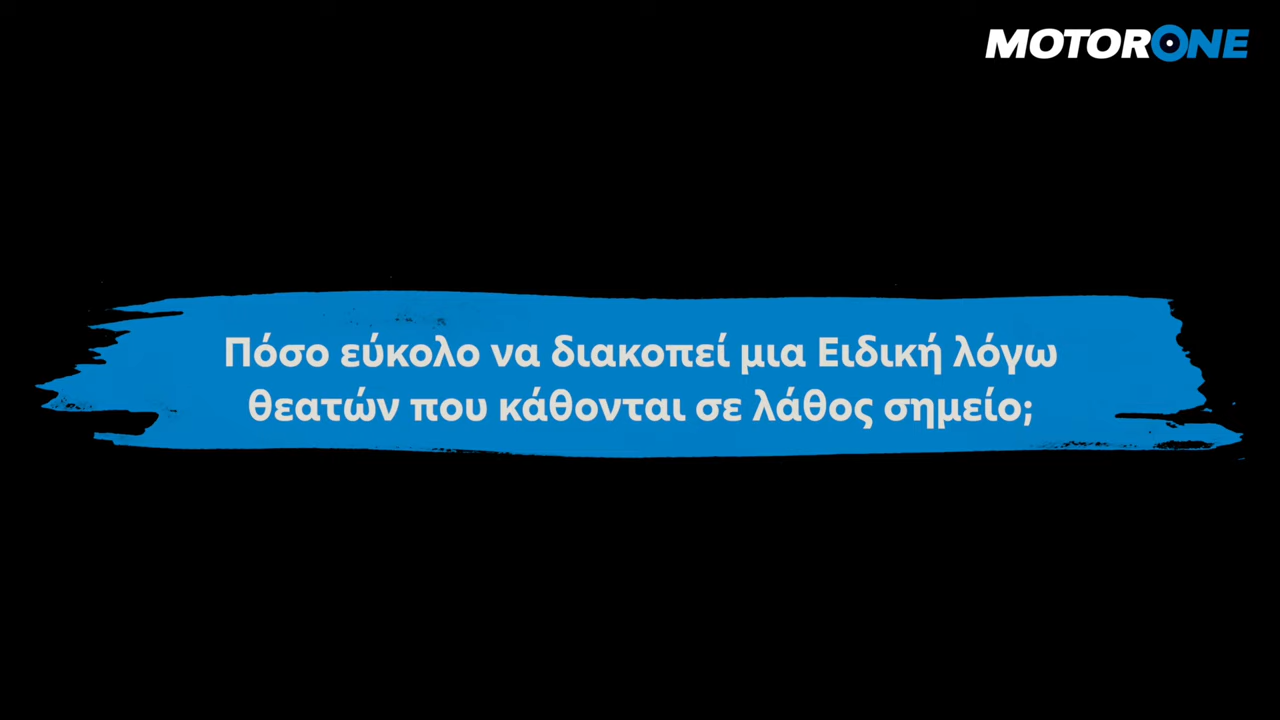 MOTORONE
Πόσο εύκολο να διακοπεί μια Ειδική λόγω
θεατών που κάθονται σε λάθος σημείο;